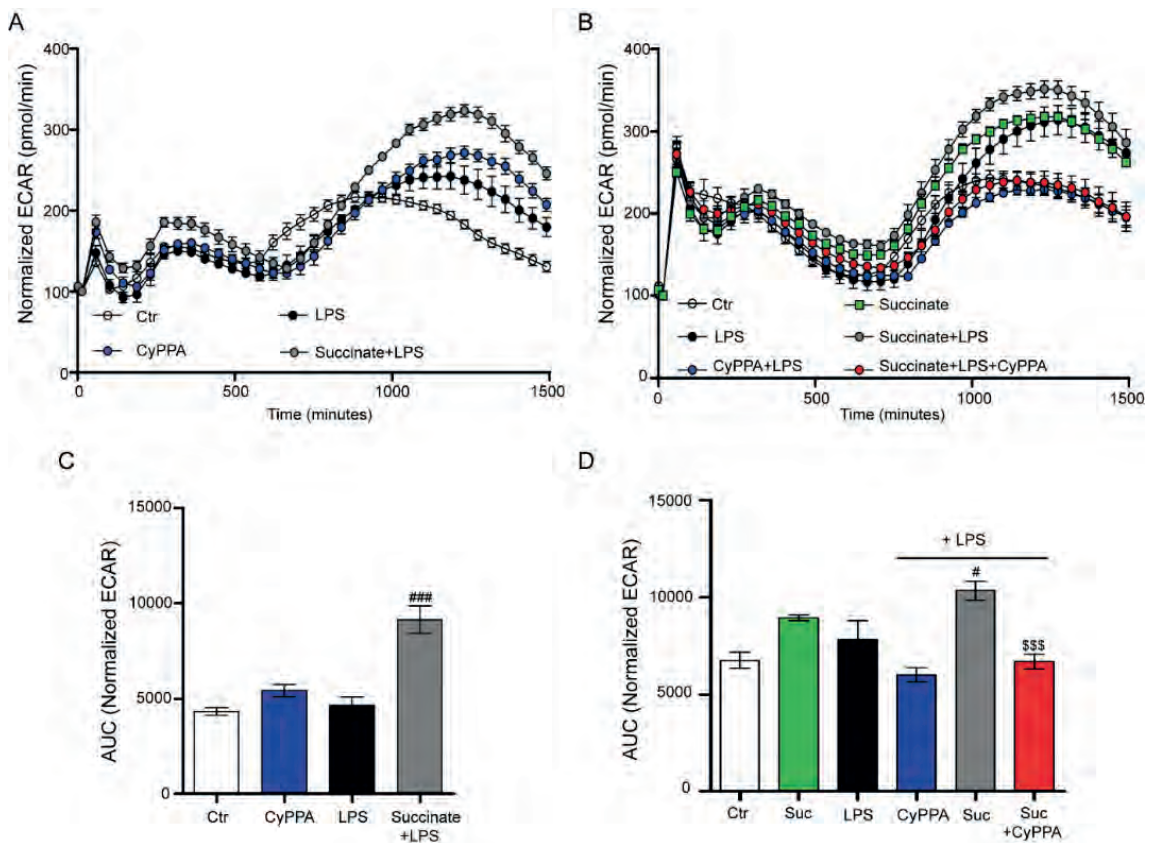 A
Normalized ECAR (pmol/min)
400
300
200
100
0
0
500
1000
1500
Time (minutes)
Ctr
LPS
CyPPA
Succinate+LPS
B
Normalized ECAR (pmol/min)
400
300
200
100
0
0
500
1000
1500
Time (minutes)
Ctr
Succinate
LPS
Succinate+LPS
CyPPA+LPS
Succinate+LPS+CyPPA
C
AUC (Normalized ECAR)
15000
10000
5000
0
###
Ctr
CyPPA
LPS
Succinate
+LPS
D
AUC (Normalized ECAR)
15000
10000
5000
0
+ LPS
#
$$$
Ctr
Suc
LPS
CyPPA
Suc
Suc
+CyPPA